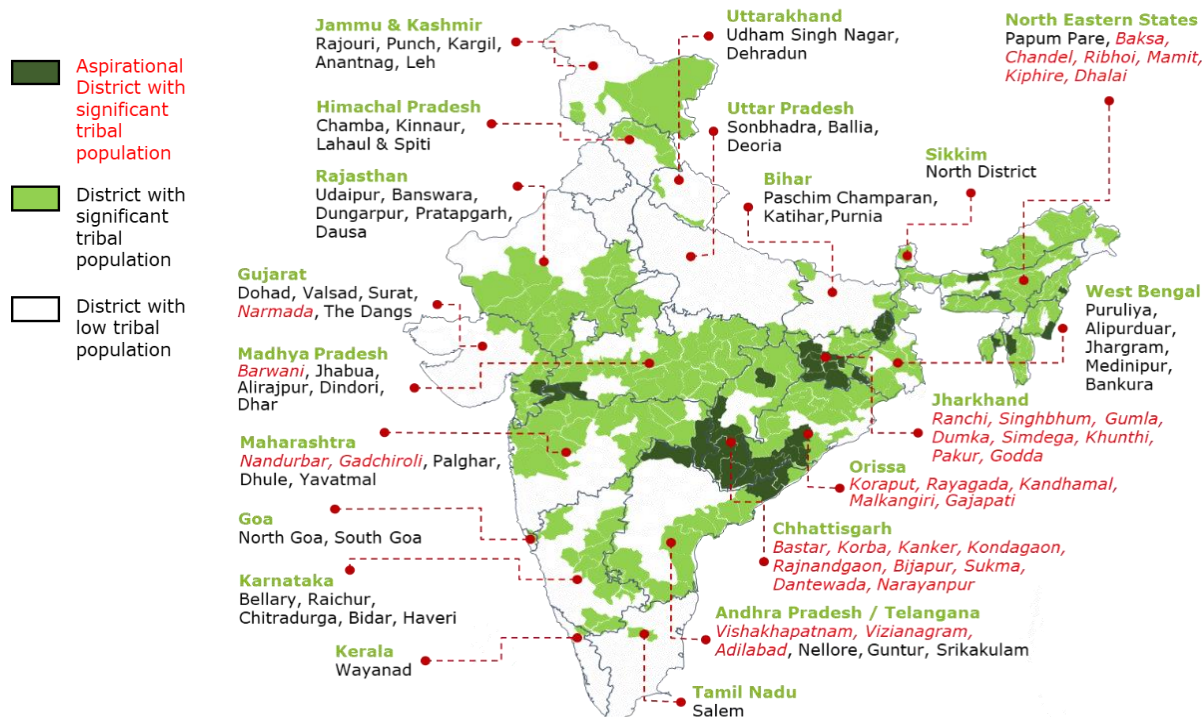 Aspirational
District with
significant
tribal
population
District with
significant
tribal
population
District with
low tribal
population
Jammu & Kashmir
Rajouri, Punch, Kargil,
Anantnag, Leh
Himachal Pradesh
Chamba, Kinnaur,
Lahaul & Spiti
Rajasthan
Udaipur, Banswara,
Dungarpur, Pratapgarh,
Dausa
Gujarat
Dohad, Valsad, Surat,
Narmada, The Dangs
Madhya Pradesh
Barwani, Jhabua,
Alirajpur, Dindori,
Dhar
Maharashtra
Nandurbar, Gadchiroli, Palghar,
Dhule, Yavatmal
Goa
North Goa, South Goa
Karnataka
Bellary, Raichur,
Chitradurga, Bidar, Haveri
Kerala
Wayanad
Uttarakhand
Udham Singh Nagar,
Dehradun
Uttar Pradesh
Sonbhadra, Ballia,
Deoria
Bihar
Paschim Champaran,
Katihar,Purnia
Sikkim
North District
North Eastern States
Papum Pare, Baksa,
Chandel, Ribhoi, Mamit,
Kiphire, Dhalai
West Bengal
Puruliya,
Alipurduar,
Jhargram,
Medinipur,
Bankura
Jharkhand
Ranchi, Singhbhum, Gumla,
Dumka, Simdega, Khunthi,
Pakur, Godda
Orissa
Koraput, Rayagada, Kandhamal,
Malkangiri, Gajapati
Chhattisgarh
Bastar, Korba, Kanker, Kondagaon,
Rajnandgaon, Bijapur, Sukma,
Dantewada, Narayanpur
Andhra Pradesh / Telangana
Vishakhapatnam, Vizianagram,
Adilabad, Nellore, Guntur, Srikakulam
Tamil Nadu
Salem